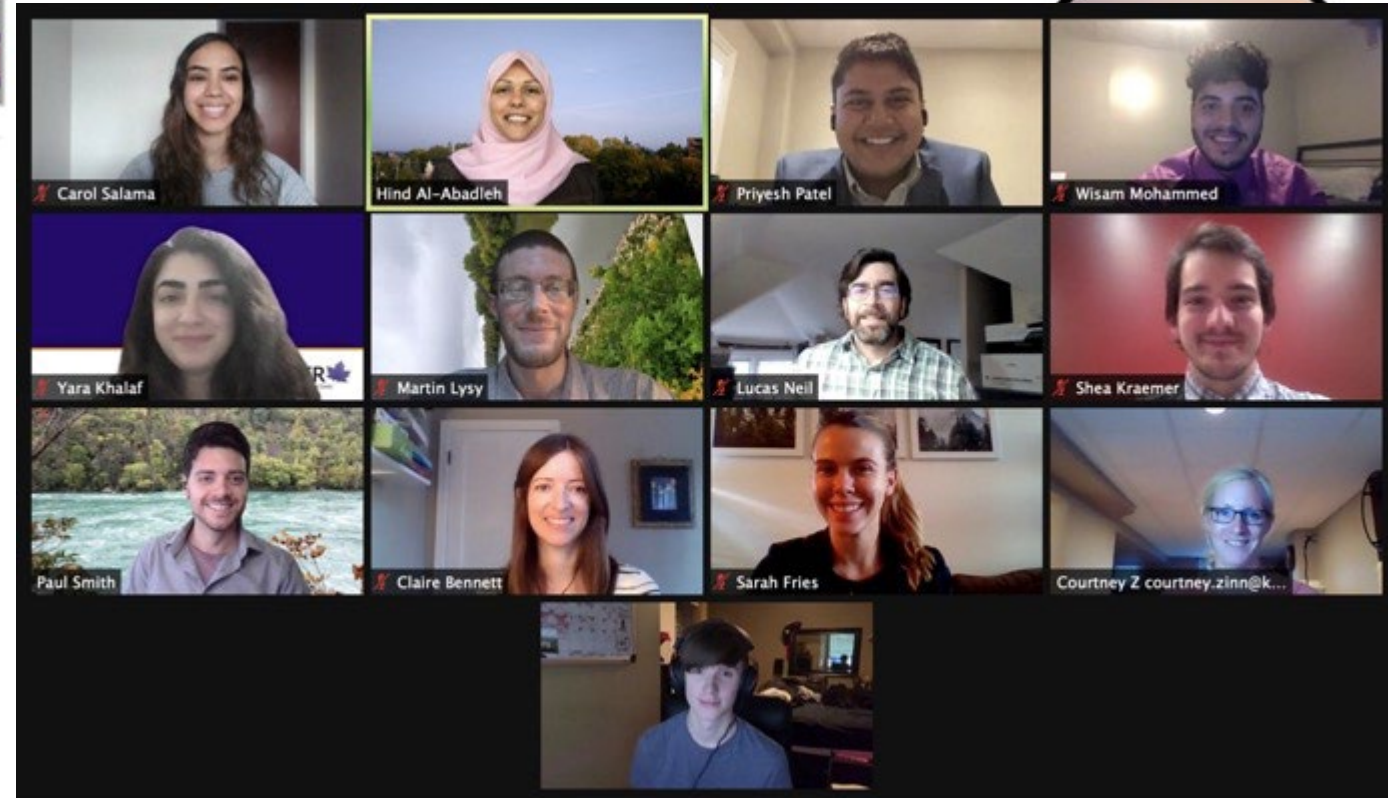 Carol Salama
Hind Al-Abadleh
Priyesh Patel
Wisam Mohammed
Yara Khalaf
R
Martin Lysy
Lucas Neil
Shea Kraemer
Paul Smith
Claire Bennett
Sarah Fries
Courtney Z courtney.zinn@k...